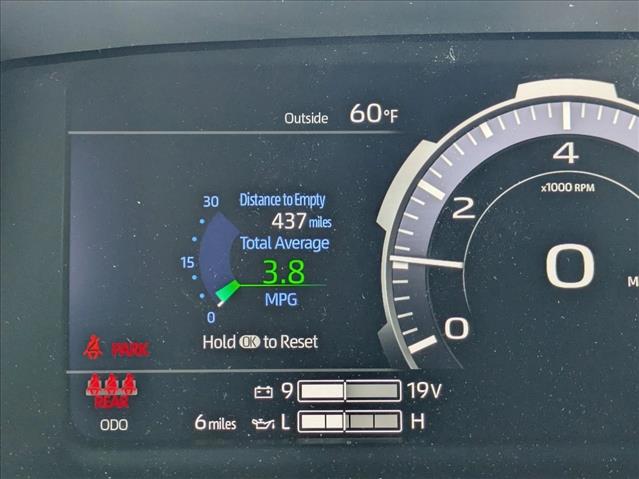 Outside 60°F
30 Distance to Empty
437 miles
Total Average
15 3.8
MPG
0
Hold OK to Reset
PARK
REAR
9 19V
ODO 6 miles L H
4
x1000 RPM
2
0
0
M